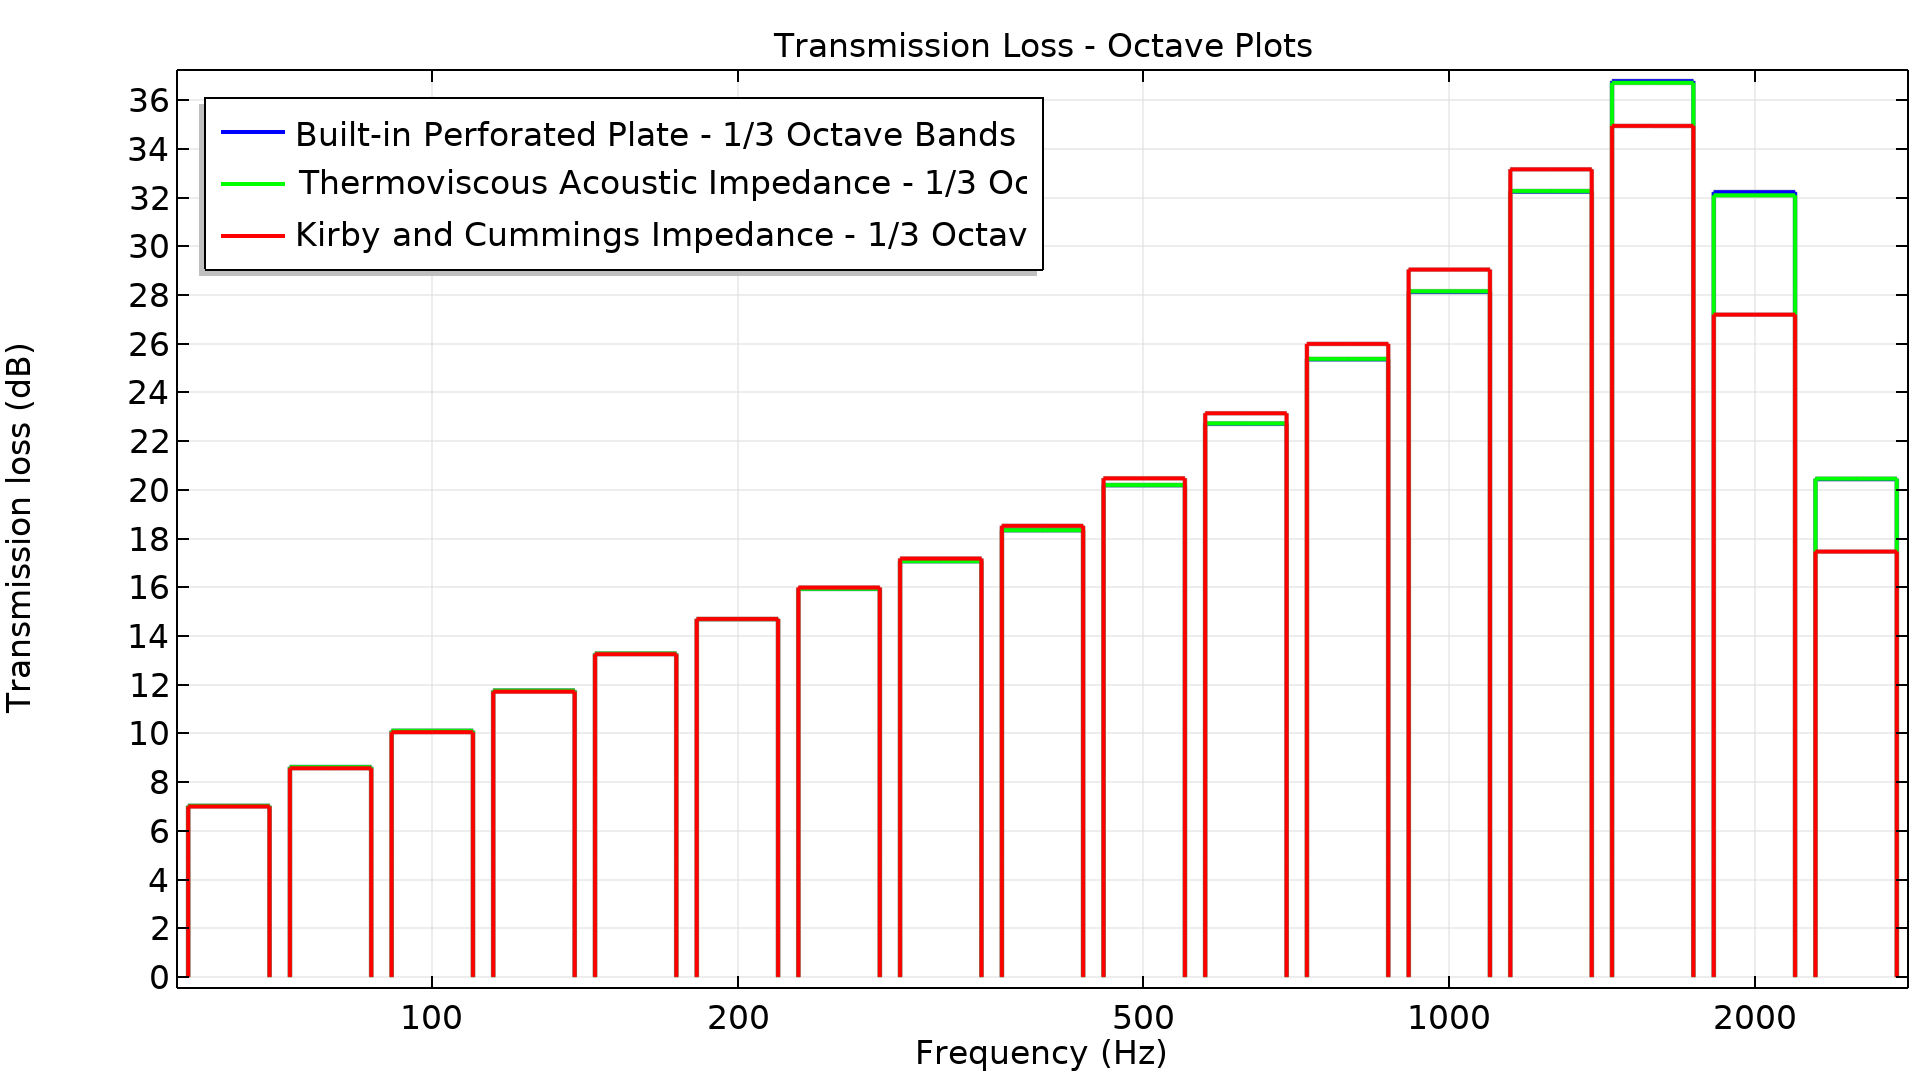 Transmission Loss - Octave Plots
36
34
32
30
28
26
24
22
20
18
16
14
12
10
8
6
4
2
0
Built-in Perforated Plate - 1/3 Octave Bands
Thermoviscous Acoustic Impedance - 1/3 Oc
Kirby and Cummings Impedance - 1/3 Octav
Transmission loss (dB)
100 200 500 1000 2000
Frequency (Hz)